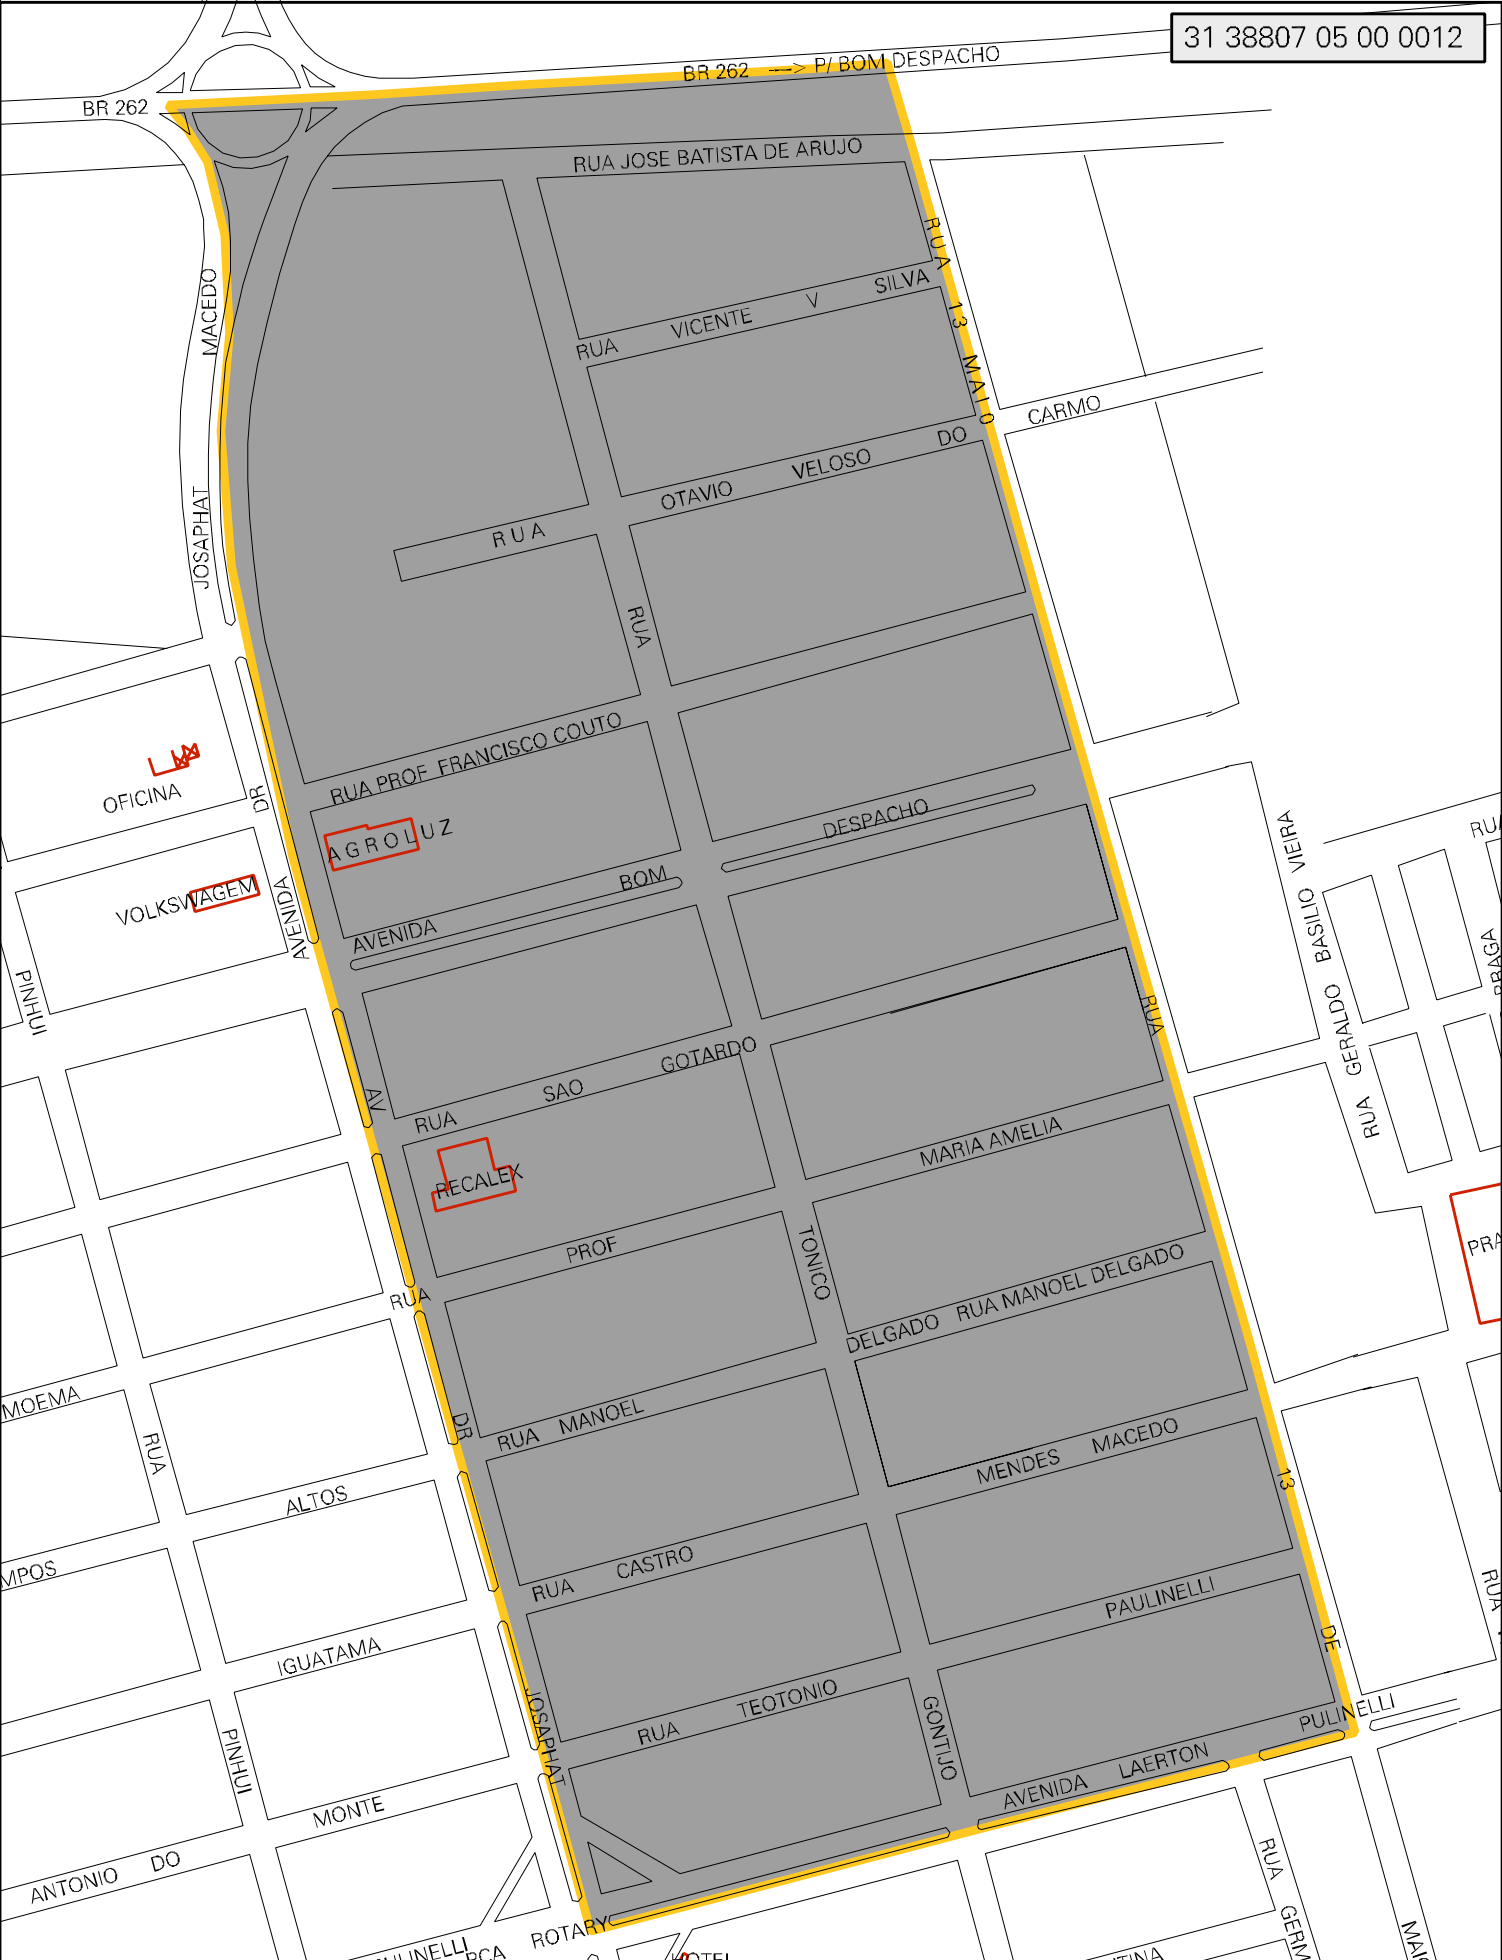 31 38807 05 00 0012
BR 262
BR 262 ---> P/ BOM DESPACHO
RUA JOSE BATISTA DE ARUJO
RUA 13 MAIO
RUA VICENTE V SILVA
MACEDO
CARMO
OTAVIO VELOSO DO
JOSAPHAT
RUA
RUA
RUA PROF FRANCISCO COUTO
OFICINA
DR
AGROLUZ
DESPACHO
BOM
AVENIDA
VOLKSWAGEM
AVENIDA
PINHUI
RUA GERALDO BASILIO VIEIRA
RUA
BRAGA
RUA
AV
RUA SAO GOTARDO
RECALEX
MARIA AMELIA
PROF
TONICO
PRA
RUA
DELGADO RUA MANOEL DELGADO
MOEMA
RUA MANOEL
DR
RUA
MENDES MACEDO
13
ALTOS
MPOS
RUA CASTRO
PAULINELLI
RUA
DE
IGUATAMA
RUA TEOTONIO
JOSAPHAT
GONTIJO
PULINELLI
PINHUI
AVENIDA LAERTON
MONTE
ANTONIO DO
RUA
GERM
MAR
ROTARY
ULINELLI
PCA
HOTEL
TINA